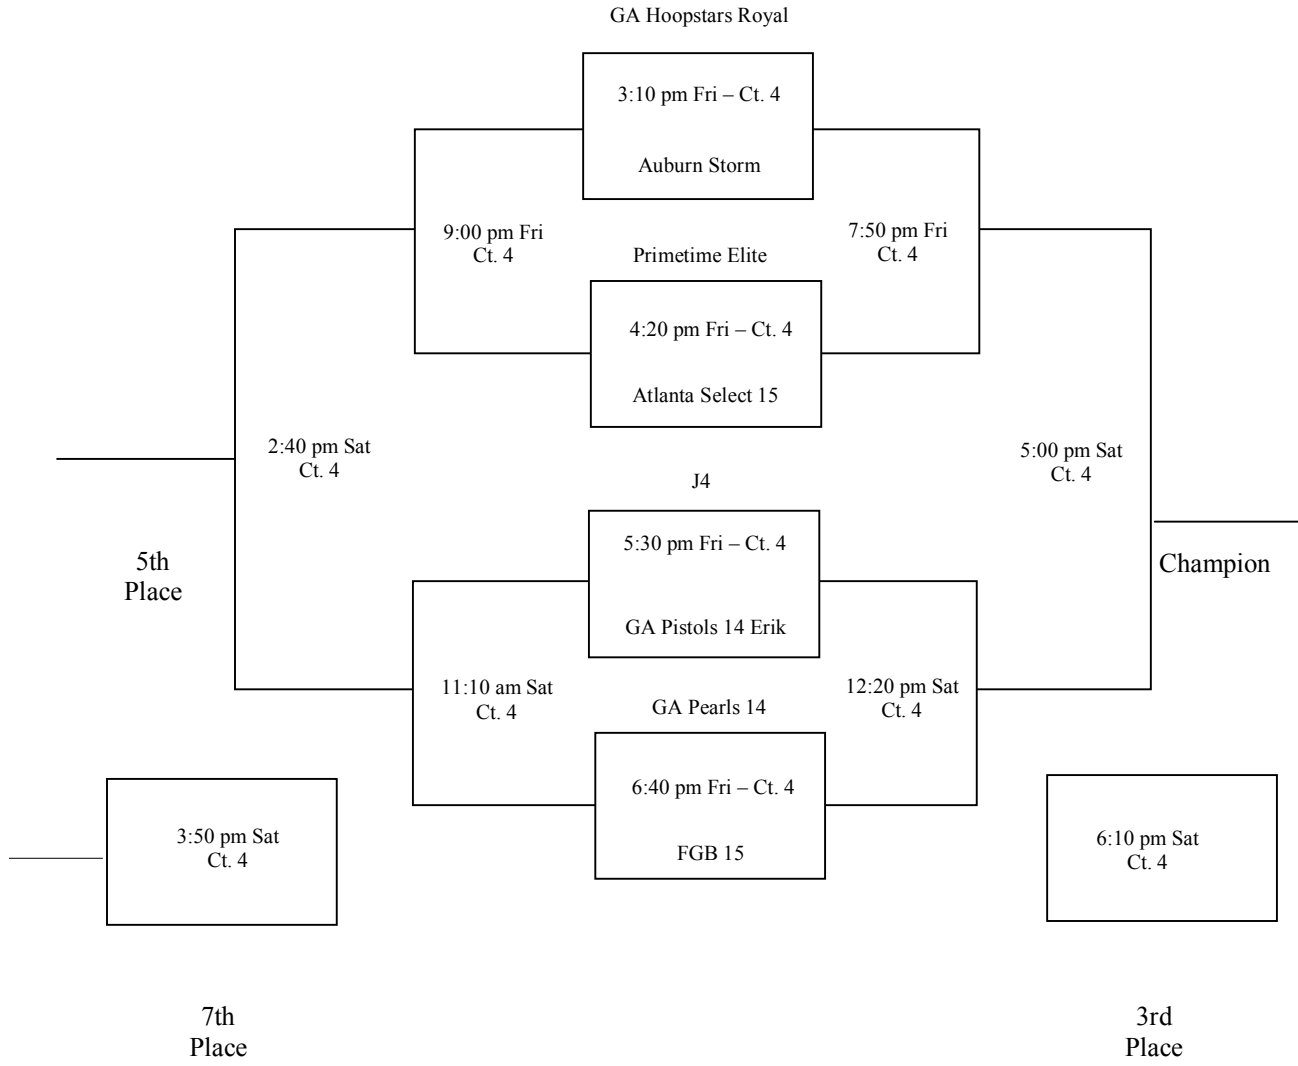 GA Hoopstars Royal
3:10 pm Fri – Ct. 4
Auburn Storm
9:00 pm Fri
Ct. 4
7:50 pm Fri
Ct. 4
Primetime Elite
4:20 pm Fri – Ct. 4
Atlanta Select 15
2:40 pm Sat
Ct. 4
5:00 pm Sat
Ct. 4
J4
5:30 pm Fri – Ct. 4
5th
Place
Champion
GA Pistols 14 Erik
11:10 am Sat
Ct. 4
12:20 pm Sat
Ct. 4
GA Pearls 14
6:40 pm Fri – Ct. 4
FGB 15
3:50 pm Sat
Ct. 4
6:10 pm Sat
Ct. 4
7th
Place
3rd
Place